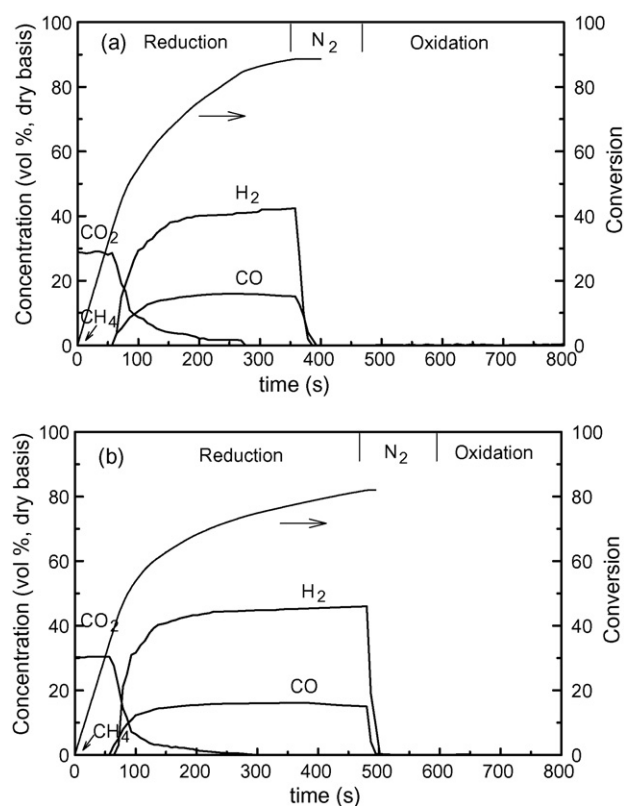 (a)
Reduction
N2
Oxidation
Concentration (vol %, dry basis)
100
80
60
40
20
0
H2
CO2
CO
CH4
100
80
60
40
20
0
Conversion
0 100 200 300 400 500 600 700 800
time (s)
(b)
Reduction
N2
Oxidation
Concentration (vol %, dry basis)
100
80
60
40
20
0
H2
CO2
CO
CH4
100
80
60
40
20
0
Conversion
0 100 200 300 400 500 600 700 800
time (s)